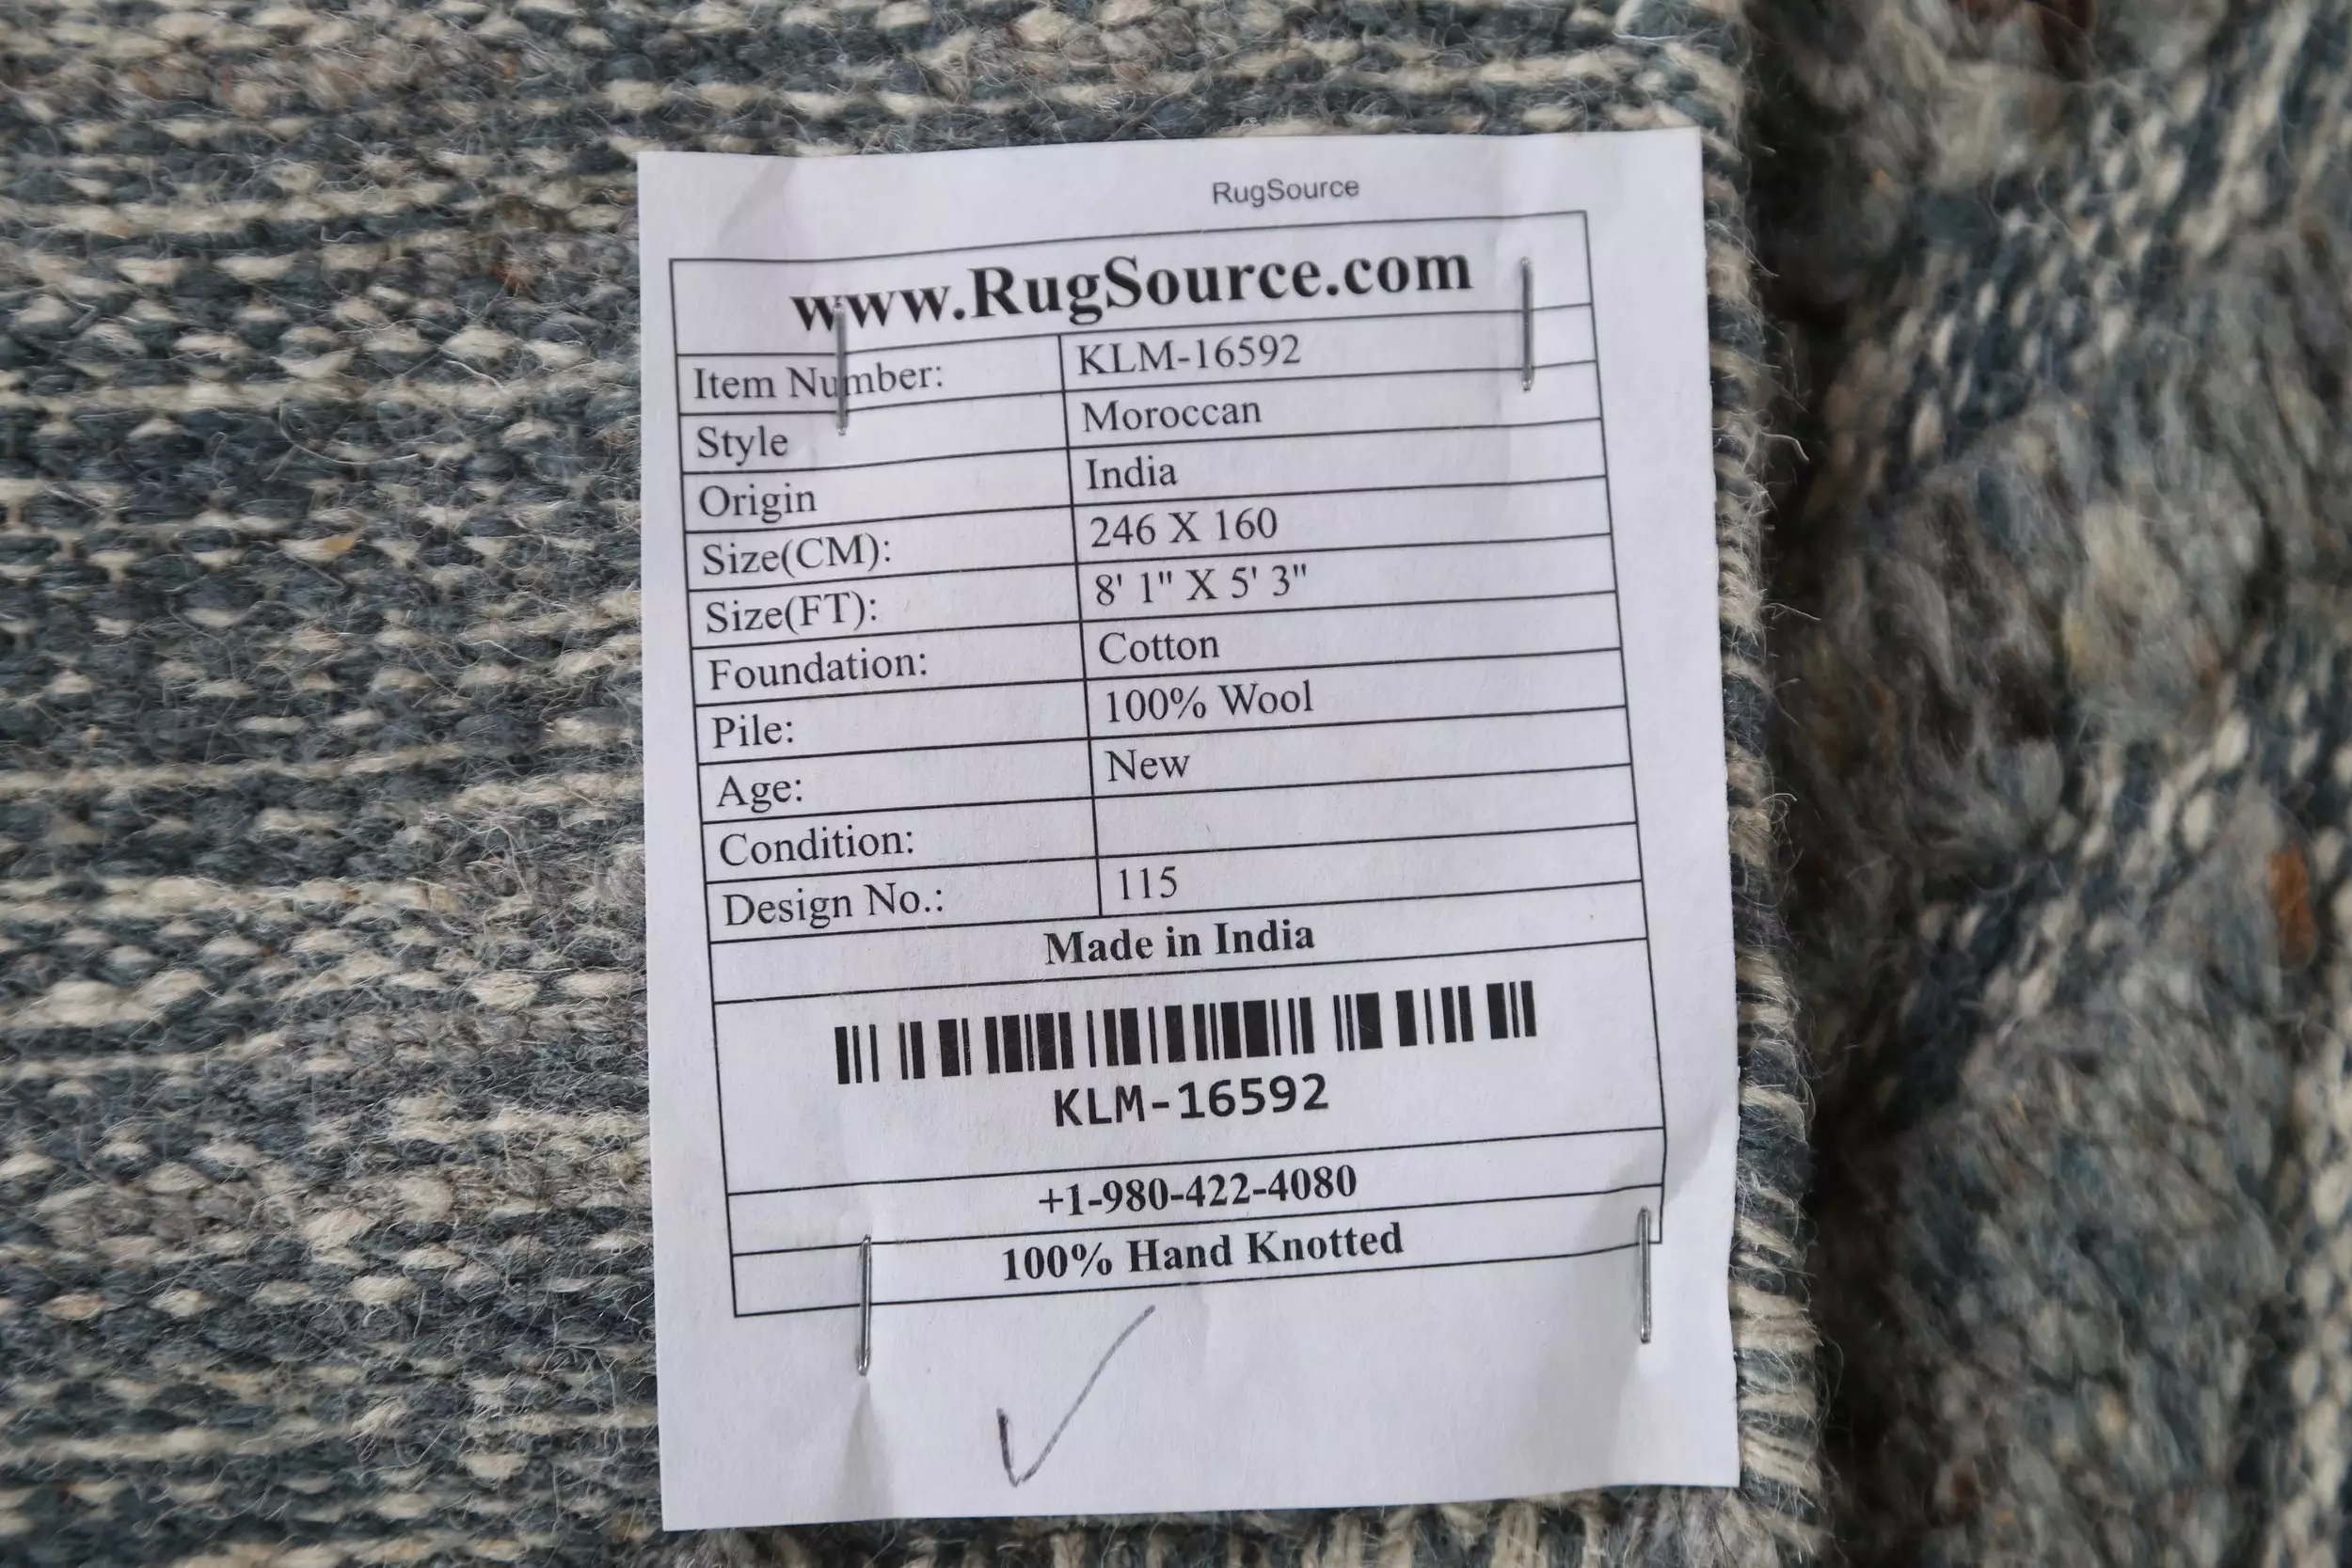 RugSource
www.RugSource.com
Item Number: KLM-16592
Style Moroccan
Origin India
Size(CM): 246 X 160
Size(FT): 8' 1" X 5' 3"
Foundation: Cotton
Pile: 100% Wool
Age: New
Condition:
Design No.: 115
Made in India
KLM-16592
+1-980-422-4080
100% Hand Knotted